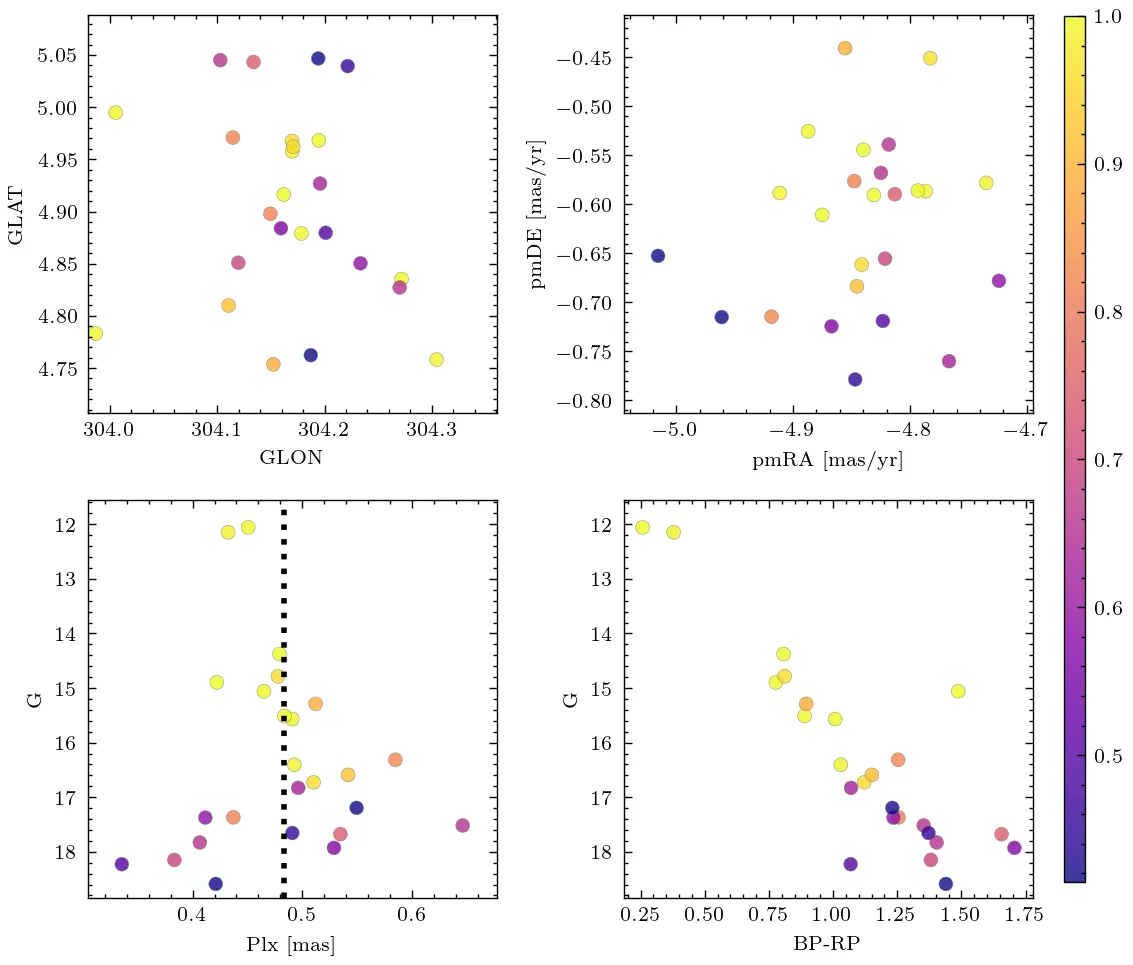 5.05
5.00
4.95
4.90
4.85
4.80
4.75
GLAT
304.0 304.1 304.2 304.3
GLON
−0.45
−0.50
−0.55
−0.60
−0.65
−0.70
−0.75
−0.80
pmDE [mas/yr]
−5.0 −4.9 −4.8 −4.7
pmRA [mas/yr]
1.0
0.9
0.8
0.7
0.6
0.5
12
13
14
15
16
17
18
G
0.4 0.5 0.6
Plx [mas]
12
13
14
15
16
17
18
G
0.25 0.50 0.75 1.00 1.25 1.50 1.75
BP-RP